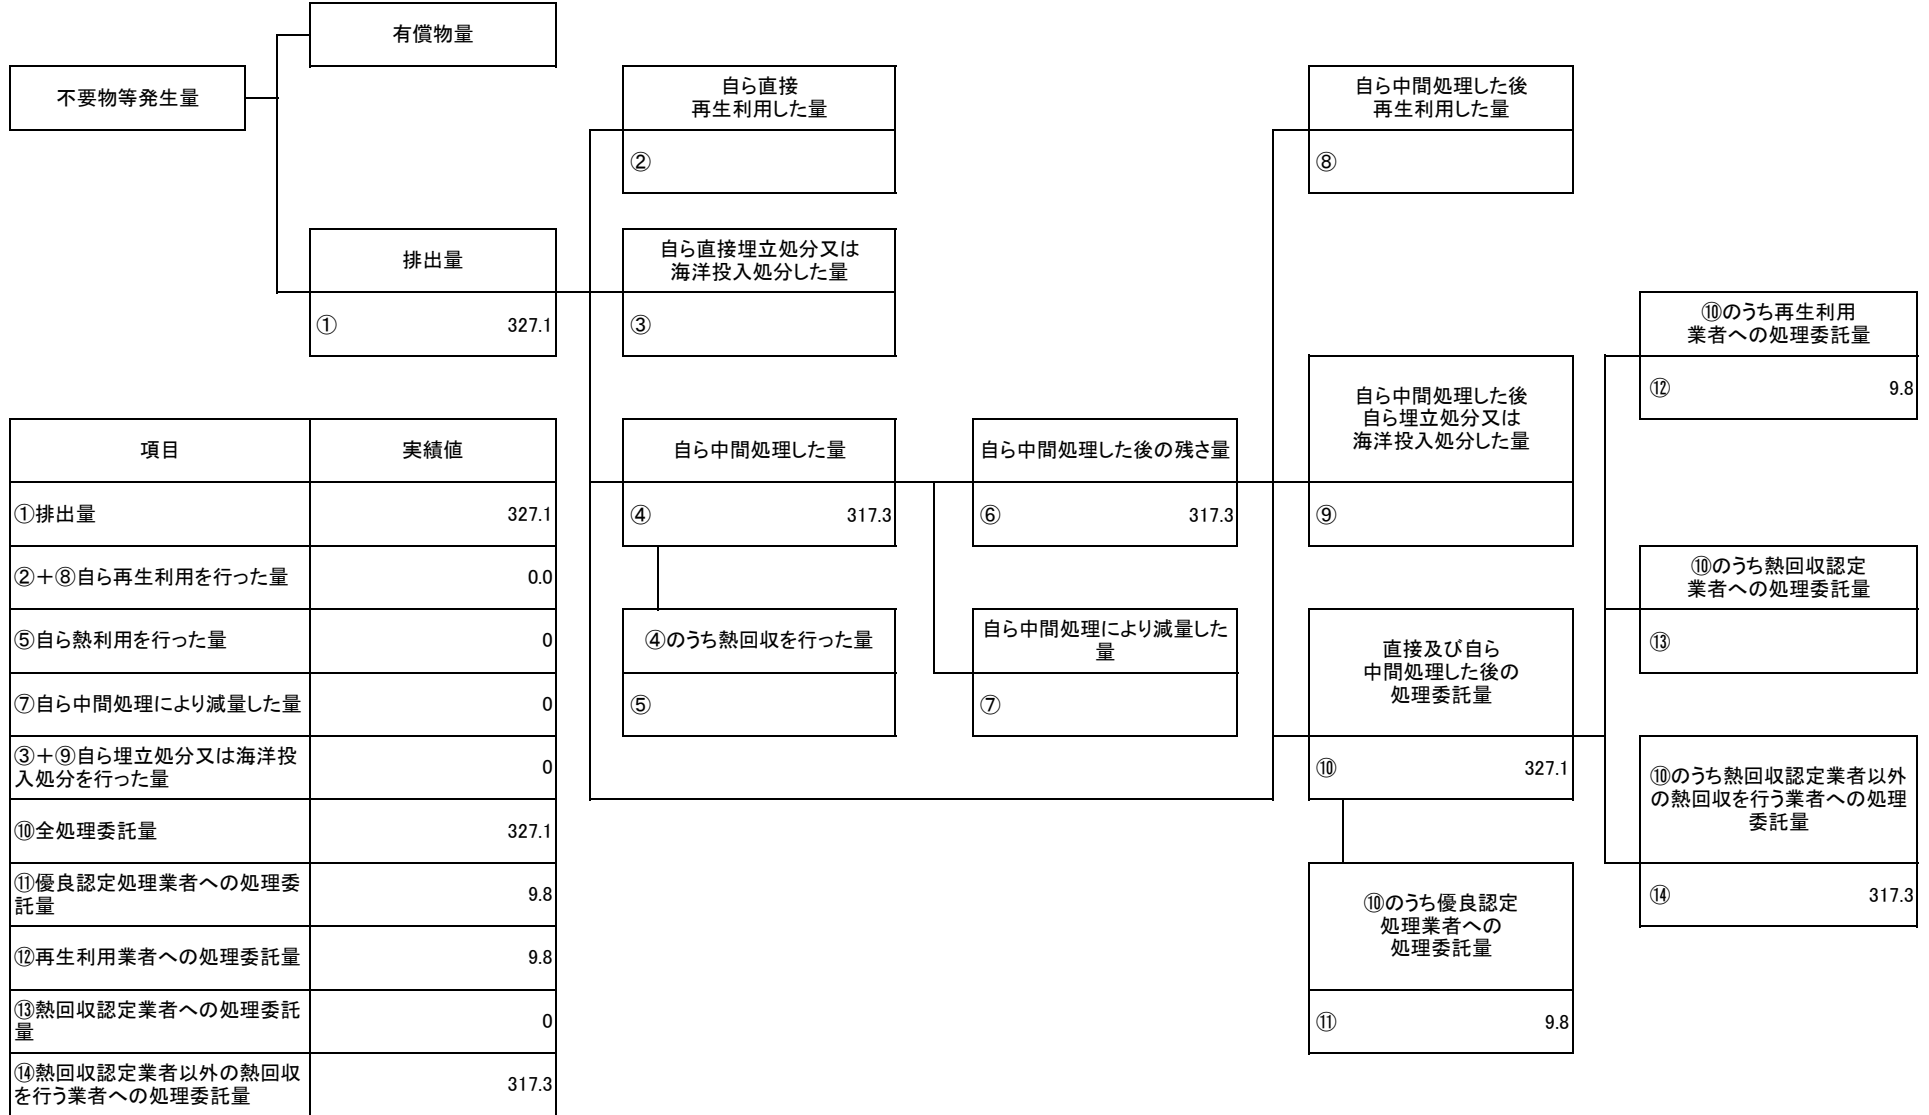 有償物量
不要物等発生量
自ら直接
再生利用した量
②
自ら中間処理した後
再生利用した量
⑧
排出量
① 327.1
自ら直接埋立処分又は
海洋投入処分した量
③
⑩のうち再生利用
業者への処理委託量
⑫ 9.8
自ら中間処理した後
自ら埋立処分又は
海洋投入処分した量
⑨
自ら中間処理した量
④ 317.3
自ら中間処理した後の残さ量
⑥ 317.3
⑩のうち熱回収認定
業者への処理委託量
⑬
④のうち熱回収を行った量
⑤
自ら中間処理により減量した
量
⑦
直接及び自ら
中間処理した後の
処理委託量
⑩ 327.1
⑩のうち熱回収認定業者以外
の熱回収を行う業者への処理
委託量
⑭ 317.3
⑩のうち優良認定
処理業者への
処理委託量
⑪ 9.8
項目 実績値
①排出量 327.1
②+⑧自ら再生利用を行った量 0.0
⑤自ら熱利用を行った量 0
⑦自ら中間処理により減量した量 0
③+⑨自ら埋立処分又は海洋投
入処分を行った量 0
⑩全処理委託量 327.1
⑪優良認定処理業者への処理委
託量 9.8
⑫再生利用業者への処理委託量 9.8
⑬熱回収認定業者への処理委託
量 0
⑭熱回収認定業者以外の熱回収
を行う業者への処理委託量 317.3